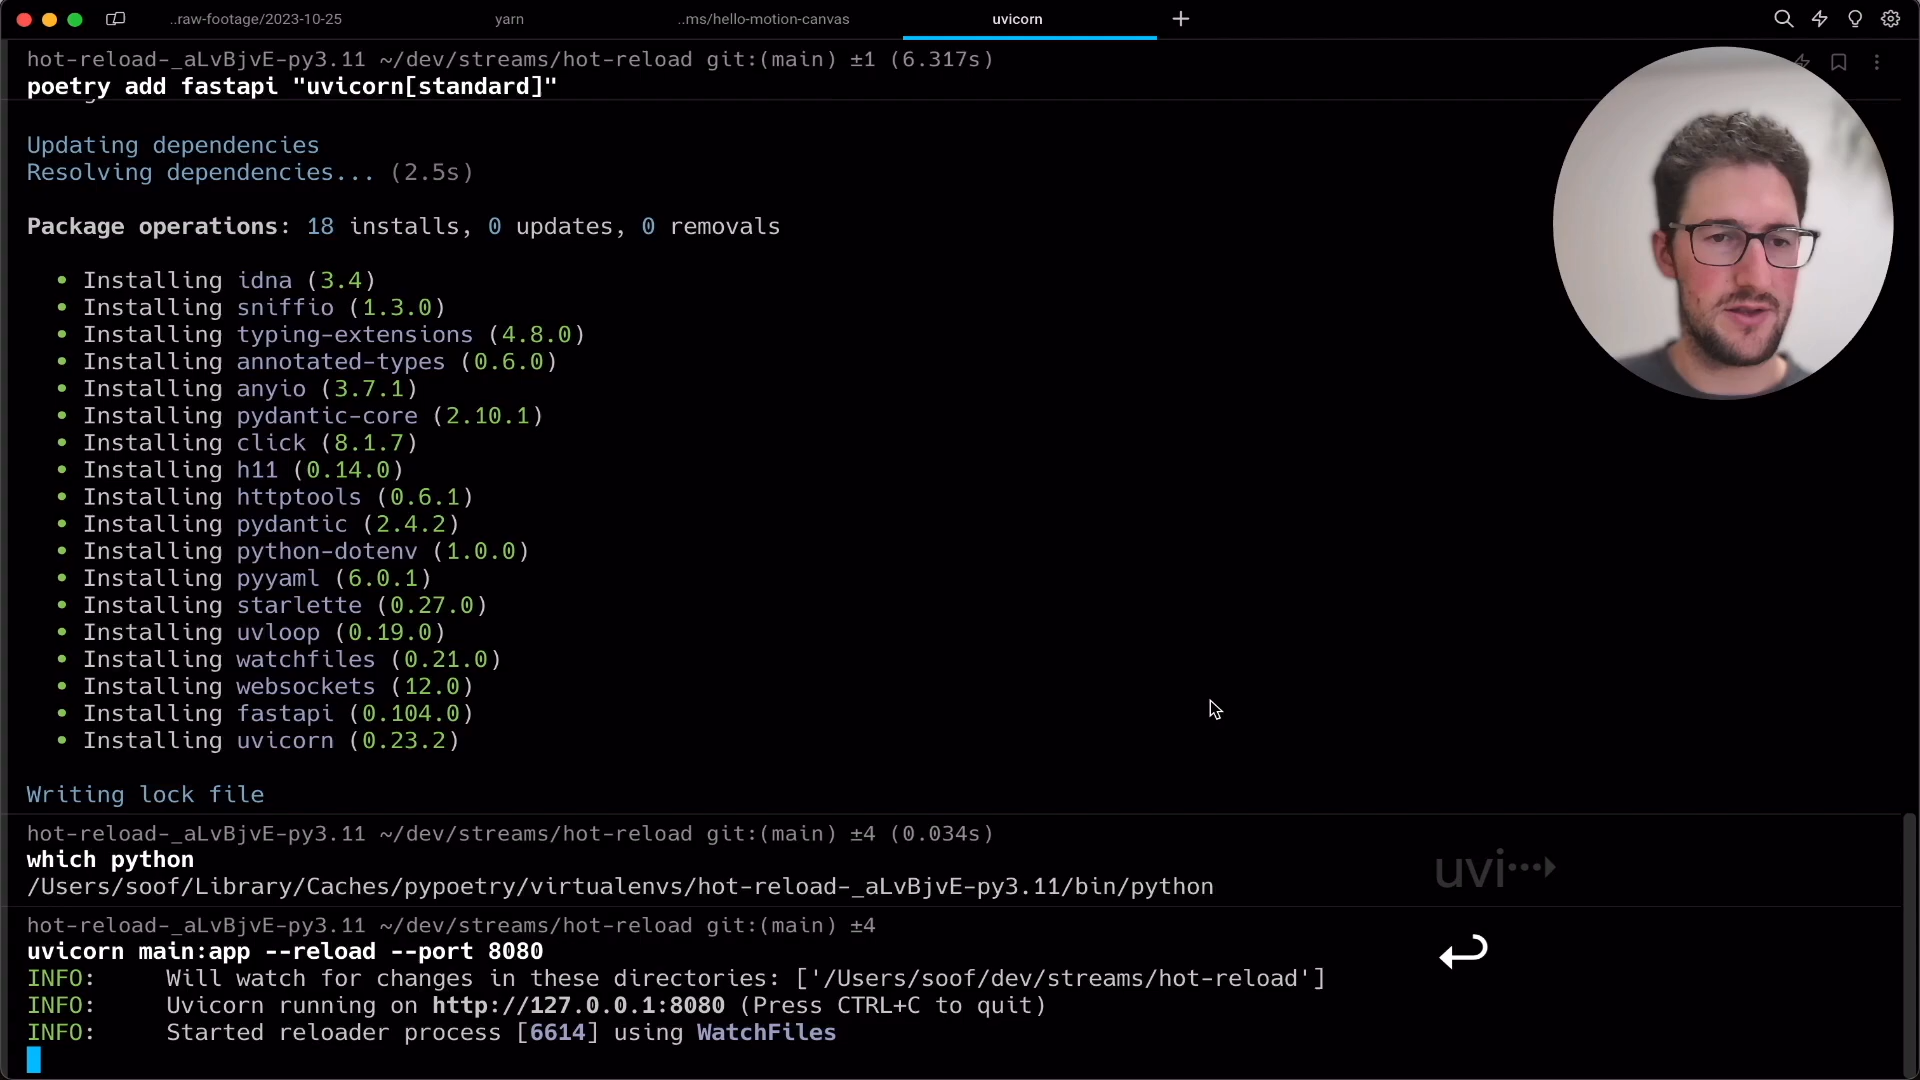 ..raw-footage/2023-10-25 yarn ..ms/hello-motion-canvas uvicorn
hot-reload-_aLvBjvE-py3.11 ~/dev/streams/hot-reload git:(main) ±1 (6.317s)
poetry add fastapi "uvicorn[standard]"
Updating dependencies
Resolving dependencies... (2.5s)
Package operations: 18 installs, 0 updates, 0 removals
• Installing idna (3.4)
• Installing sniffio (1.3.0)
• Installing typing-extensions (4.8.0)
• Installing annotated-types (0.6.0)
• Installing anyio (3.7.1)
• Installing pydantic-core (2.10.1)
• Installing click (8.1.7)
• Installing h11 (0.14.0)
• Installing httptools (0.6.1)
• Installing pydantic (2.4.2)
• Installing python-dotenv (1.0.0)
• Installing pyyaml (6.0.1)
• Installing starlette (0.27.0)
• Installing uvloop (0.19.0)
• Installing watchfiles (0.21.0)
• Installing websockets (12.0)
• Installing fastapi (0.104.0)
• Installing uvicorn (0.23.2)
Writing lock file
hot-reload-_aLvBjvE-py3.11 ~/dev/streams/hot-reload git:(main) ±4 (0.034s)
which python
/Users/soof/Library/Caches/pypoetry/virtualenvs/hot-reload-_aLvBjvE-py3.11/bin/python
uvi
hot-reload-_aLvBjvE-py3.11 ~/dev/streams/hot-reload git:(main) ±4
uvicorn main:app --reload --port 8080
INFO: Will watch for changes in these directories: ['/Users/soof/dev/streams/hot-reload']
INFO: Uvicorn running on http://127.0.0.1:8080 (Press CTRL+C to quit)
INFO: Started reloader process [6614] using WatchFiles